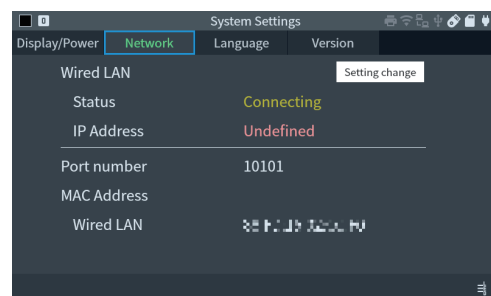 0 System Settings
Display/Power Network Language Version
Wired LAN Setting change
Status Connecting
IP Address Undefined
Port number 10101
MAC Address
Wired LAN